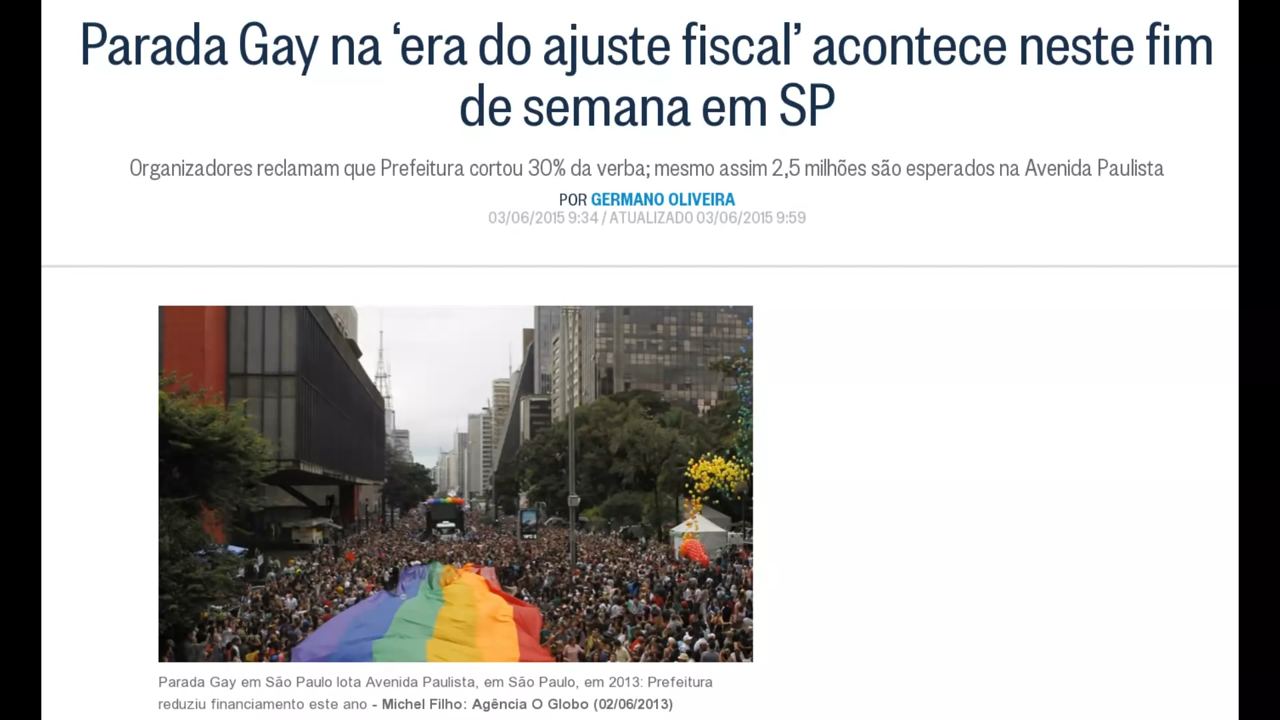 Parada Gay na ‘era do ajuste fiscal’ acontece neste fim
de semana em SP
Organizadores reclamam que Prefeitura cortou 30% da verba; mesmo assim 2,5 milhões são esperados na Avenida Paulista
POR GERMANO OLIVEIRA
03/06/2015 9:34 / ATUALIZADO 03/06/2015 9:59
Parada Gay em São Paulo lota Avenida Paulista, em São Paulo, em 2013: Prefeitura
reduziu financiamento este ano - Michel Filho: Agência O Globo (02/06/2013)